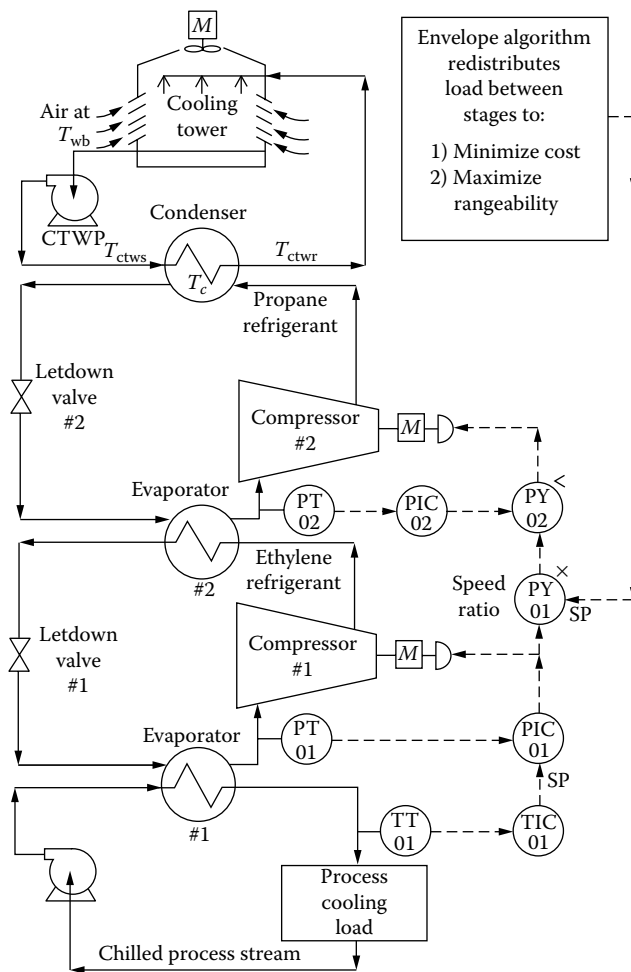 M
Envelope algorithm
redistributes
load between
stages to:
1) Minimize cost
2) Maximize
rangeability
Air at
T_wb
Cooling
tower
CTWP
Condenser
T_ctws
T_ctwr
T_c
Propane
refrigerant
Letdown
valve
#2
Compressor
#2
M
Evaporator
PT
02
PIC
02
PY
02
<
#2
Ethylene
refrigerant
Speed
ratio
PY
01
×
SP
Letdown
valve
#1
Compressor
#1
M
Evaporator
PT
01
PIC
01
SP
#1
TT
01
TIC
01
Process
cooling
load
Chilled process stream